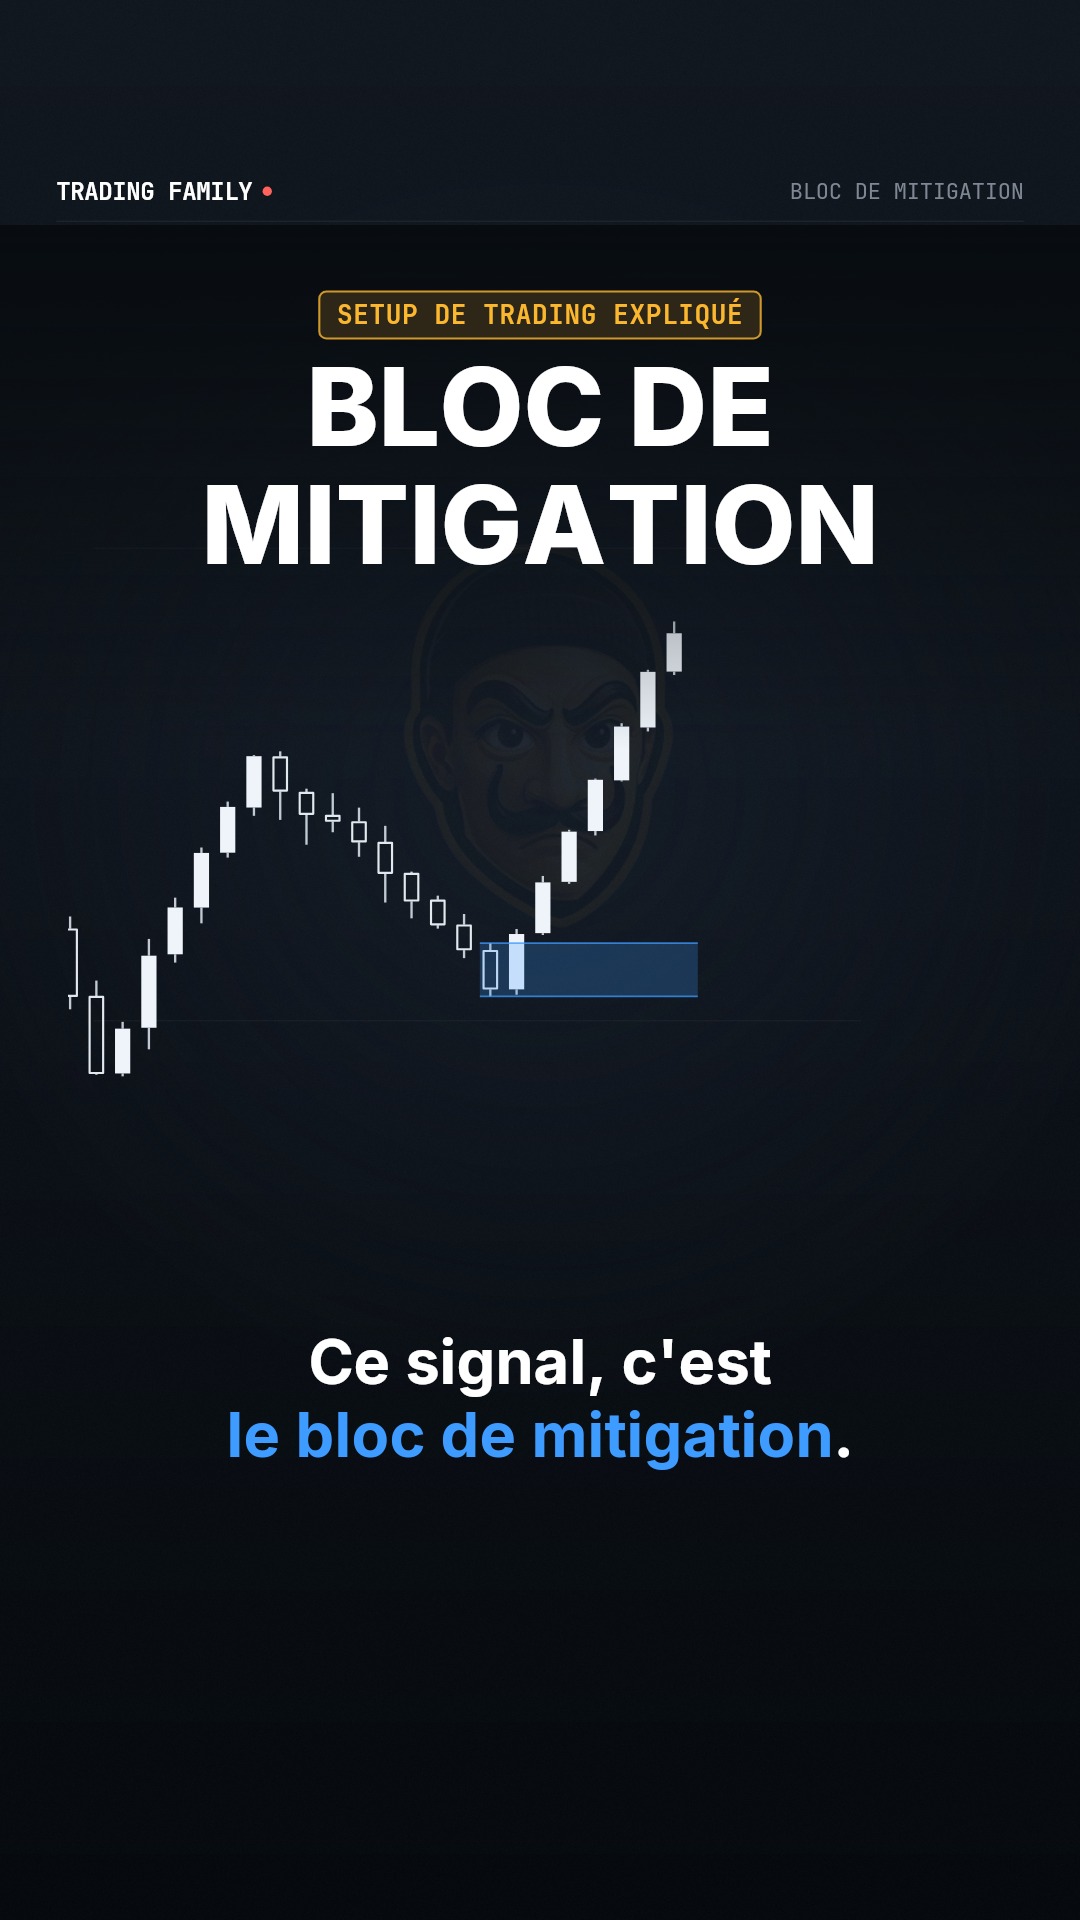 TRADING FAMILY
BLOC DE MITIGATION
SETUP DE TRADING EXPLIQUÉ
BLOC DE
MITIGATION
Ce signal, c'est
le bloc de mitigation.